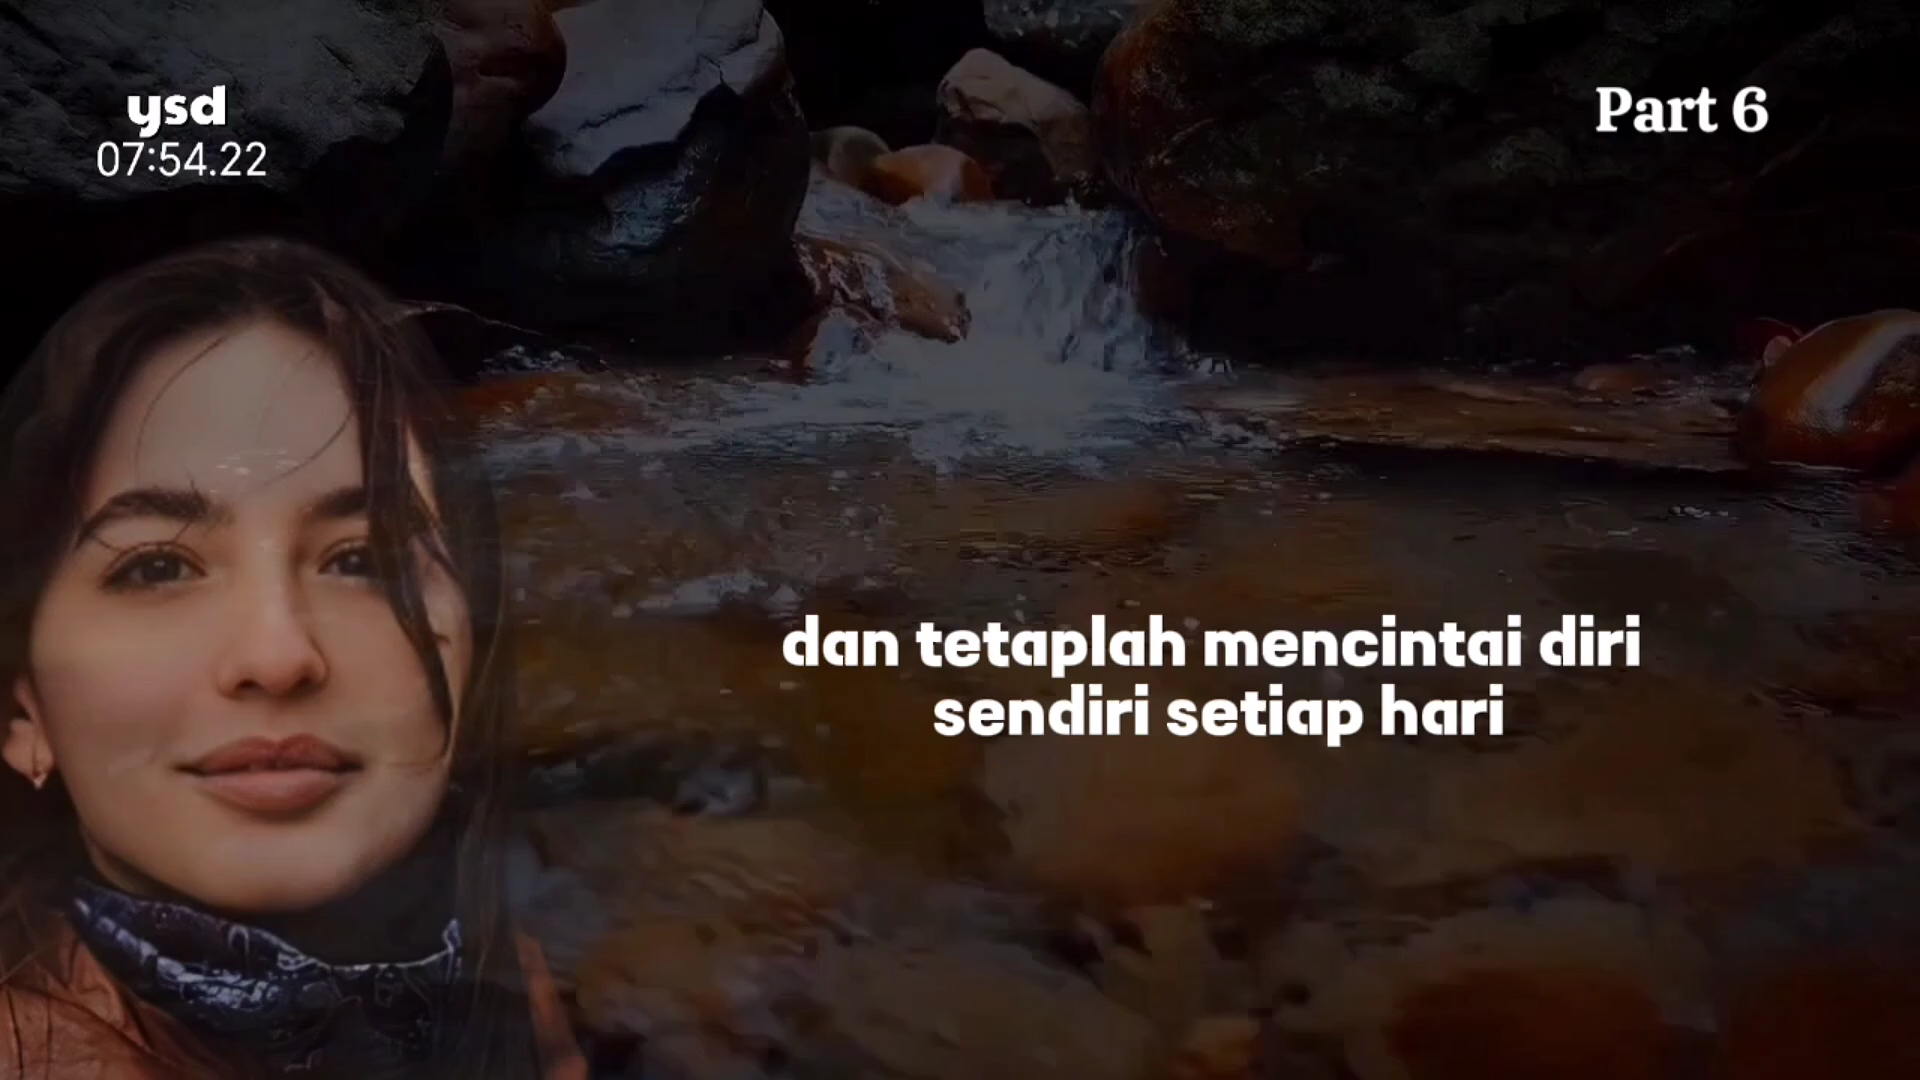 ysd
07:54.22
Part 6
dan tetaplah mencintai diri
sendiri setiap hari